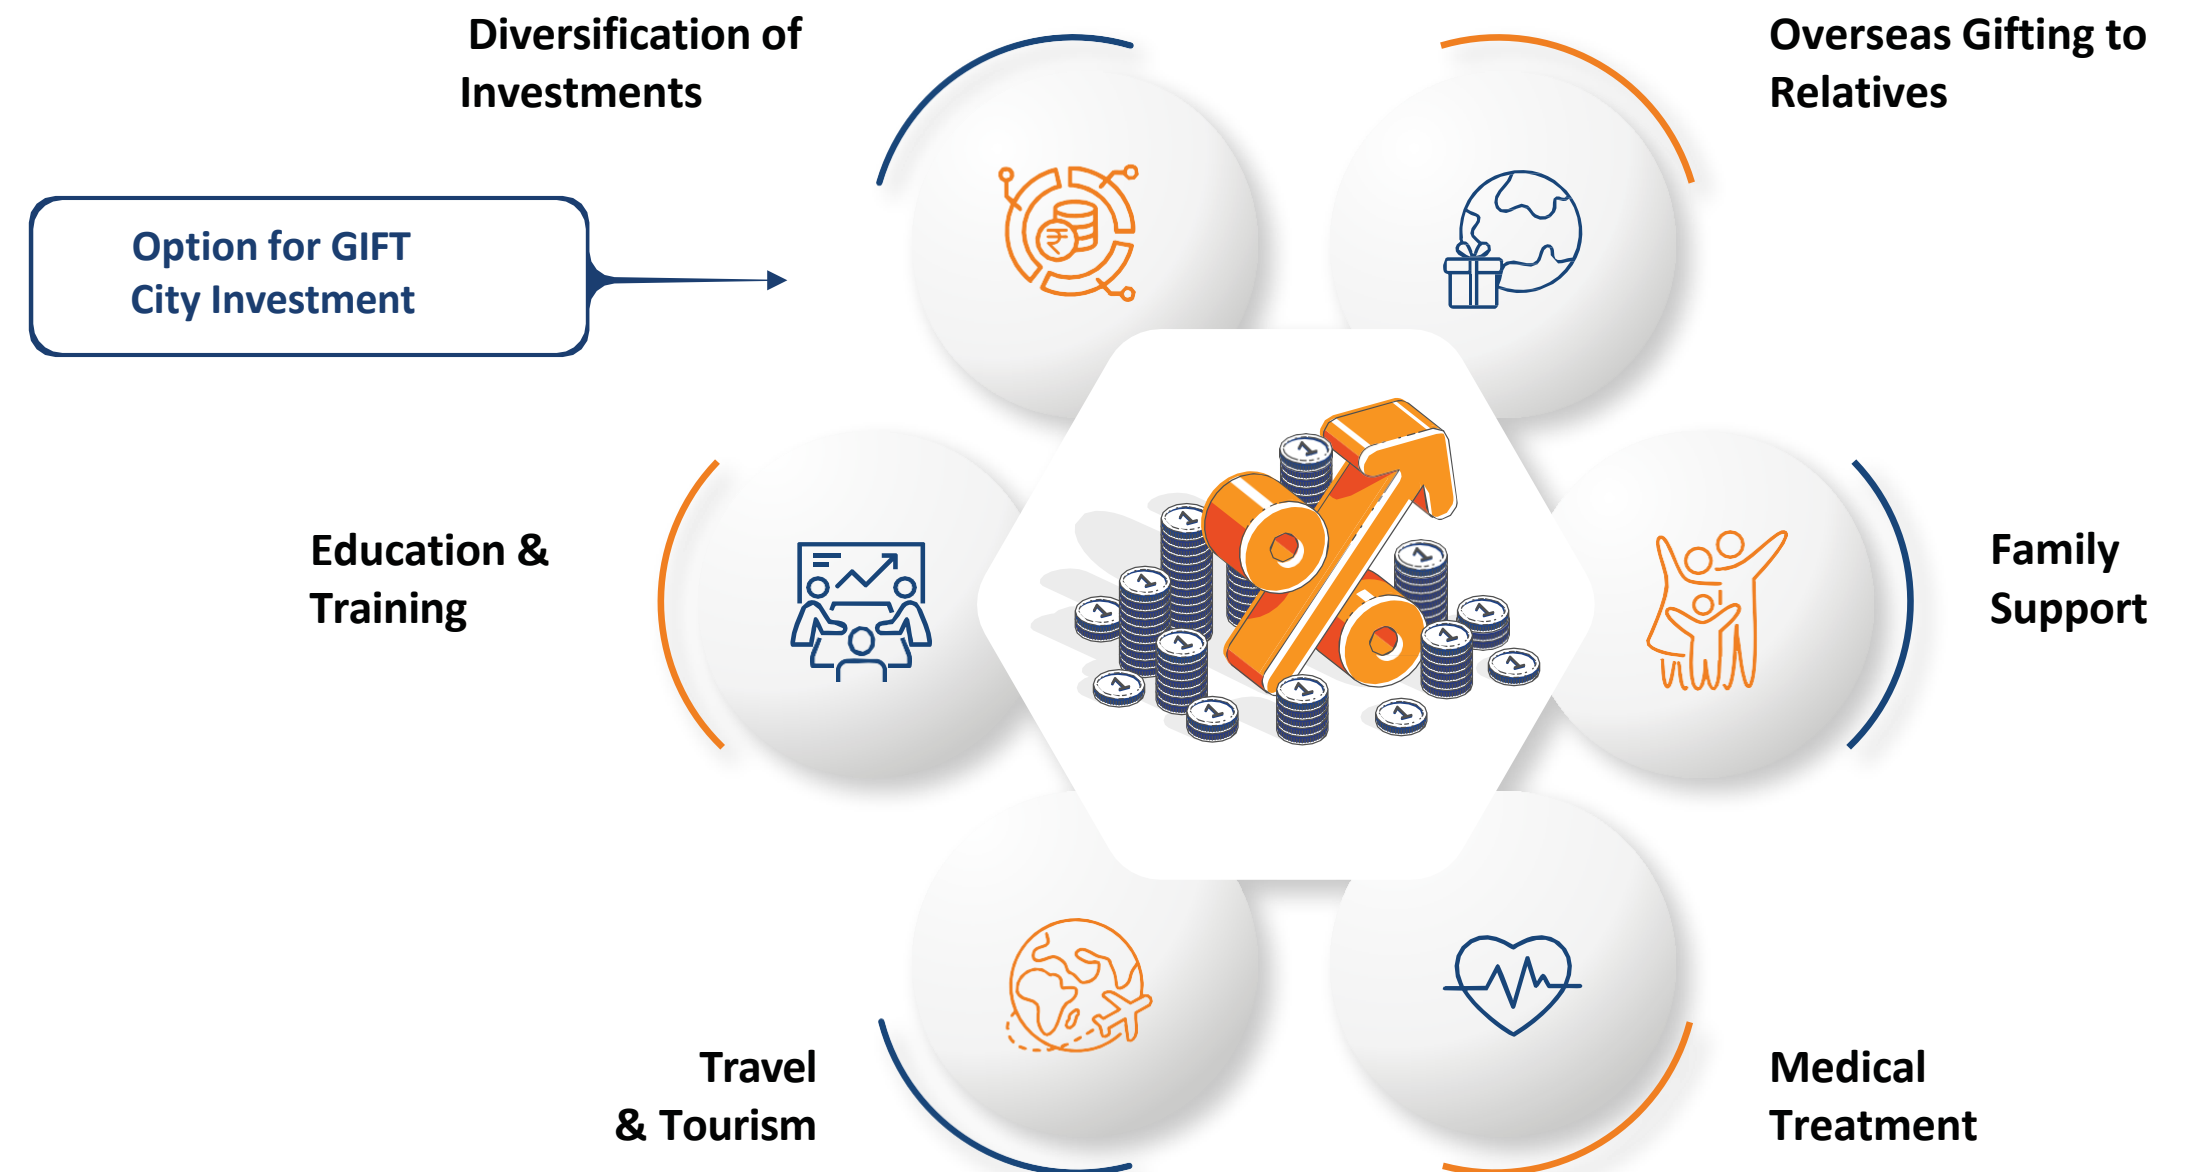 Diversification of
Investments
Overseas Gifting to
Relatives
Option for GIFT
City Investment
Education &
Training
Family
Support
Travel
& Tourism
Medical
Treatment